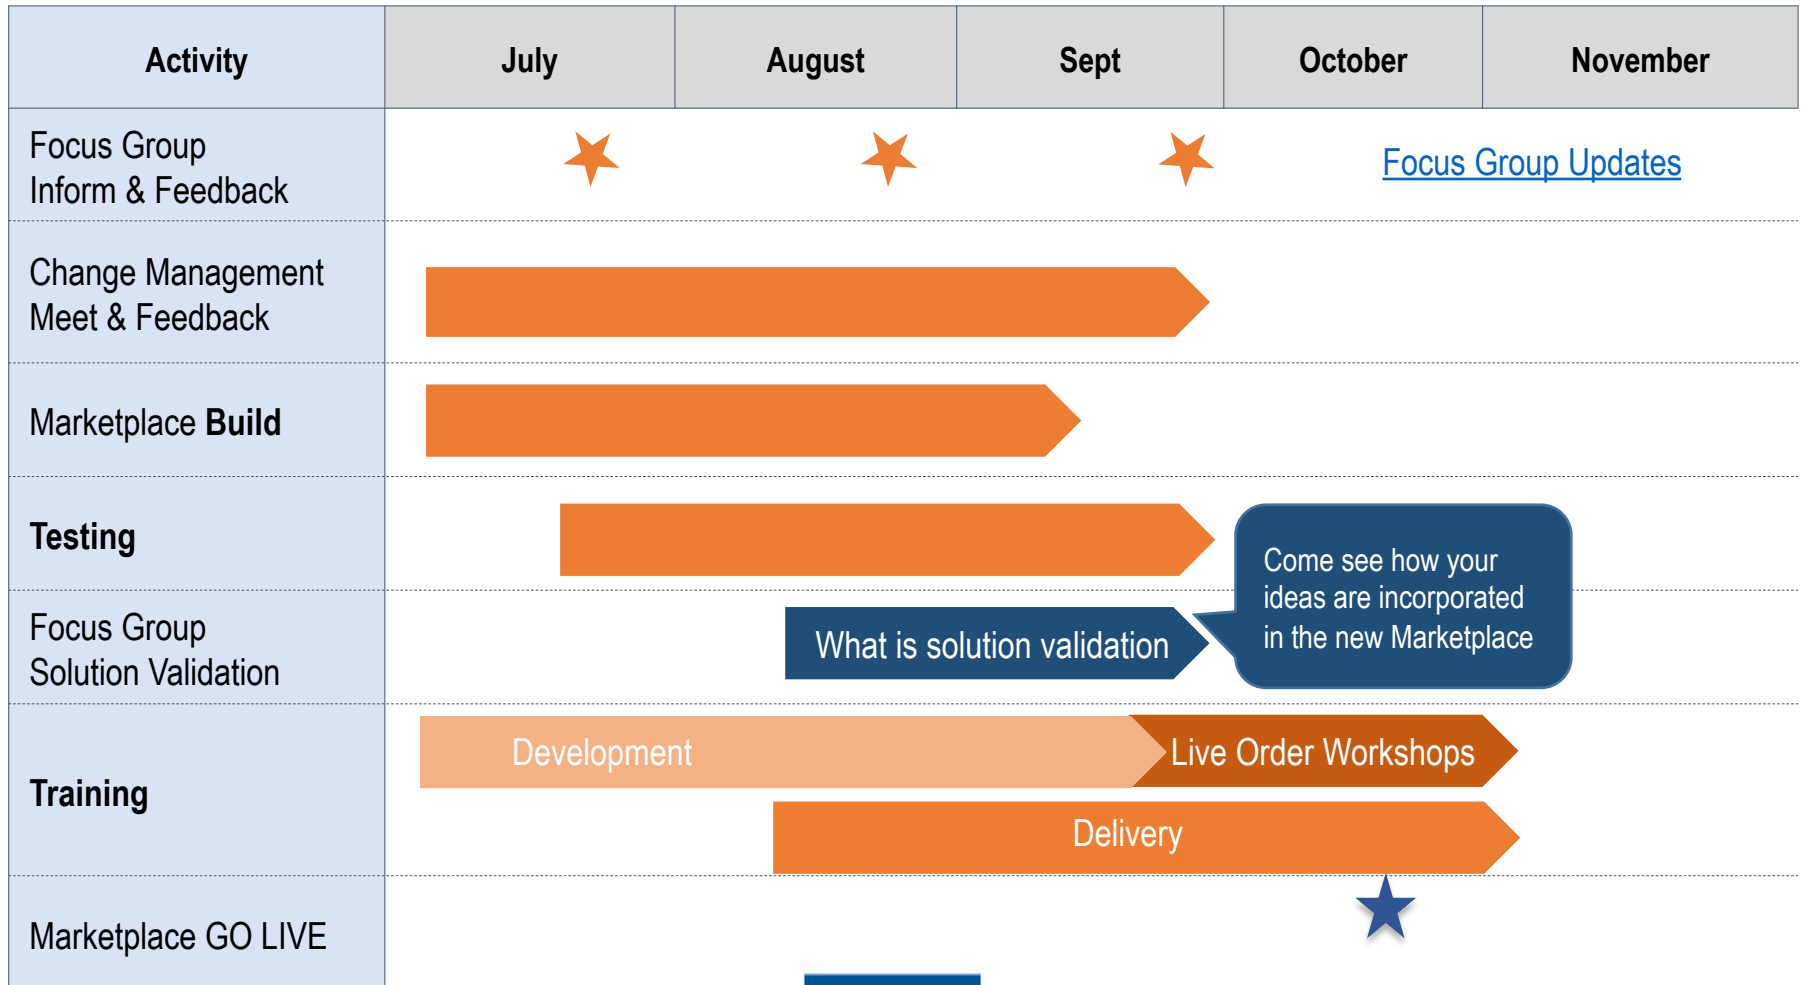 Activity
July
August
Sept
October
November
Focus Group
Inform & Feedback
Focus Group Updates
Change Management
Meet & Feedback
Marketplace Build
Testing
Come see how your
ideas are incorporated
in the new Marketplace
Focus Group
Solution Validation
What is solution validation
Training
Development
Live Order Workshops
Delivery
Marketplace GO LIVE